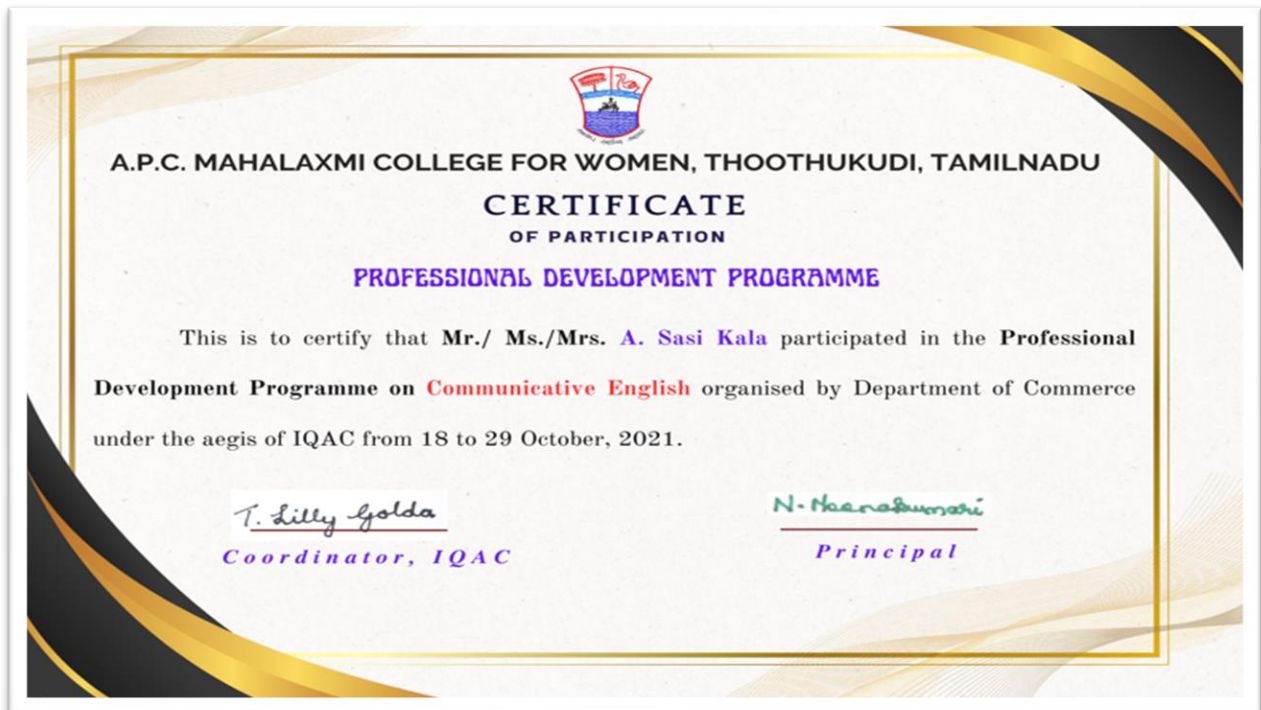 A.P.C. MAHALAXMI COLLEGE FOR WOMEN, THOOTHUKUDI, TAMILNADU
CERTIFICATE
OF PARTICIPATION
PROFESSIONAL DEVELOPMENT PROGRAMME
This is to certify that Mr./ Ms./Mrs. A. Sasi Kala participated in the Professional
Development Programme on Communicative English organised by Department of Commerce
under the aegis of IQAC from 18 to 29 October, 2021.
T. Lilly Golda
N. Meenakumari
Coordinator, IQAC
Principal